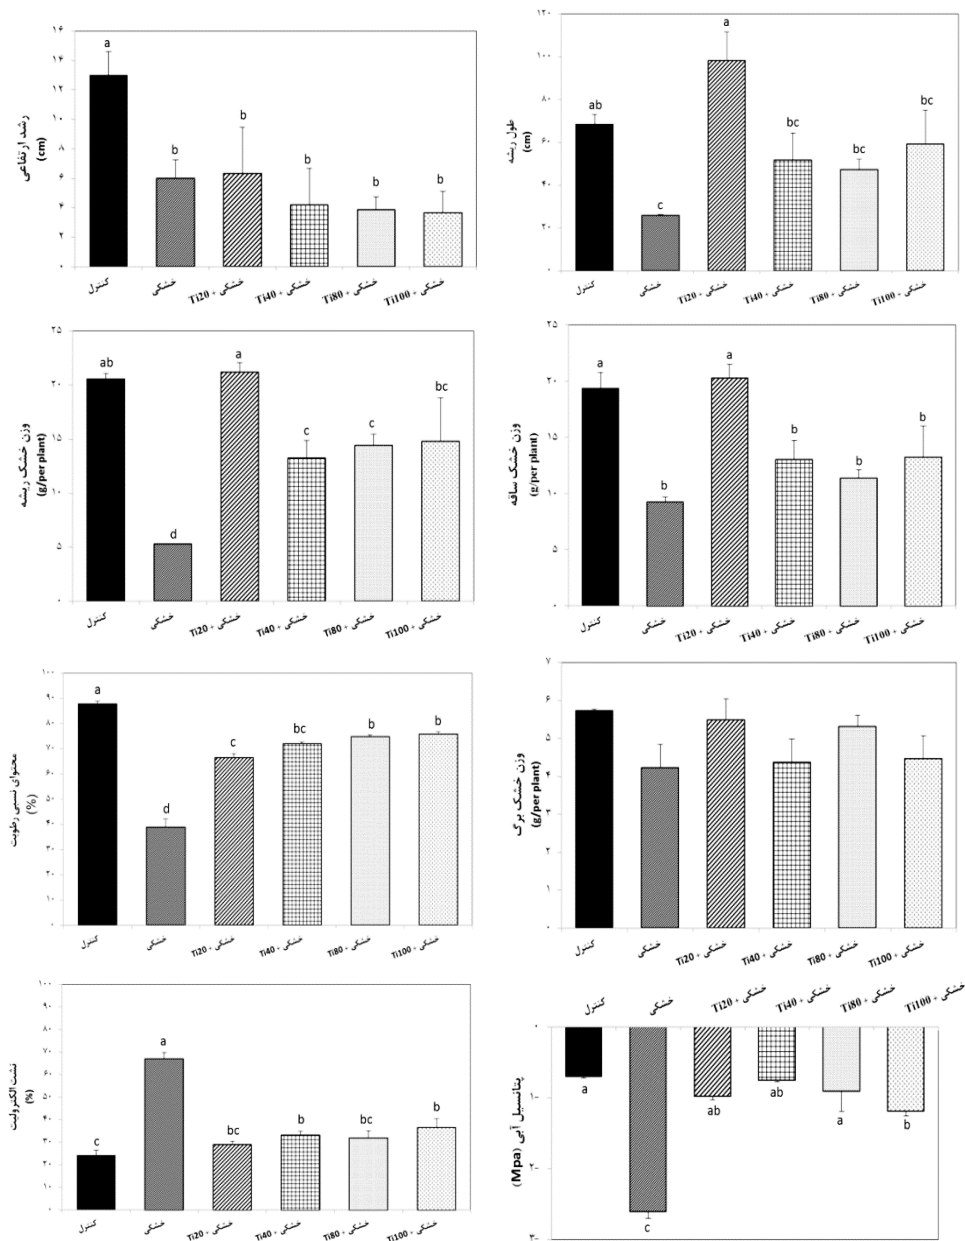 رشد ارتفاعی
(cm)
۱۶
۱۴
۱۲
۱۰
۸
۶
۴
۲
۰
a
b
b
b
b
b
کنترل
خشکی
خشکی + Ti20
خشکی + Ti40
خشکی + Ti80
خشکی + Ti100
طول ریشه
(cm)
۱۲۰
۱۰۰
۸۰
۶۰
۴۰
۲۰
۰
ab
c
a
bc
bc
bc
کنترل
خشکی
خشکی + Ti20
خشکی + Ti40
خشکی + Ti80
خشکی + Ti100
وزن خشک ریشه
(g/per plant)
۲۵
۲۰
۱۵
۱۰
۵
۰
ab
d
a
c
c
bc
کنترل
خشکی
خشکی + Ti20
خشکی + Ti40
خشکی + Ti80
خشکی + Ti100
وزن خشک ساقه
(g/per plant)
۲۵
۲۰
۱۵
۱۰
۵
۰
a
b
a
b
b
b
کنترل
خشکی
خشکی + Ti20
خشکی + Ti40
خشکی + Ti80
خشکی + Ti100
محتوای نسبی رطوبت
(%)
۱۰۰
۹۰
۸۰
۷۰
۶۰
۵۰
۴۰
۳۰
۲۰
۱۰
۰
a
d
c
bc
b
b
کنترل
خشکی
خشکی + Ti20
خشکی + Ti40
خشکی + Ti80
خشکی + Ti100
وزن خشک برگ
(g/per plant)
۷
۶
۵
۴
۳
۲
۱
۰
کنترل
خشکی
خشکی + Ti20
خشکی + Ti40
خشکی + Ti80
خشکی + Ti100
نشت الکترولیت
(%)
۱۰۰
۹۰
۸۰
۷۰
۶۰
۵۰
۴۰
۳۰
۲۰
۱۰
۰
c
a
bc
b
bc
b
کنترل
خشکی
خشکی + Ti20
خشکی + Ti40
خشکی + Ti80
خشکی + Ti100
کنترل
خشکی
خشکی + Ti20
خشکی + Ti40
خشکی + Ti80
خشکی + Ti100
پتانسیل آبی (Mpa)
۰
۱-
۲-
۳-
a
c
ab
ab
a
b